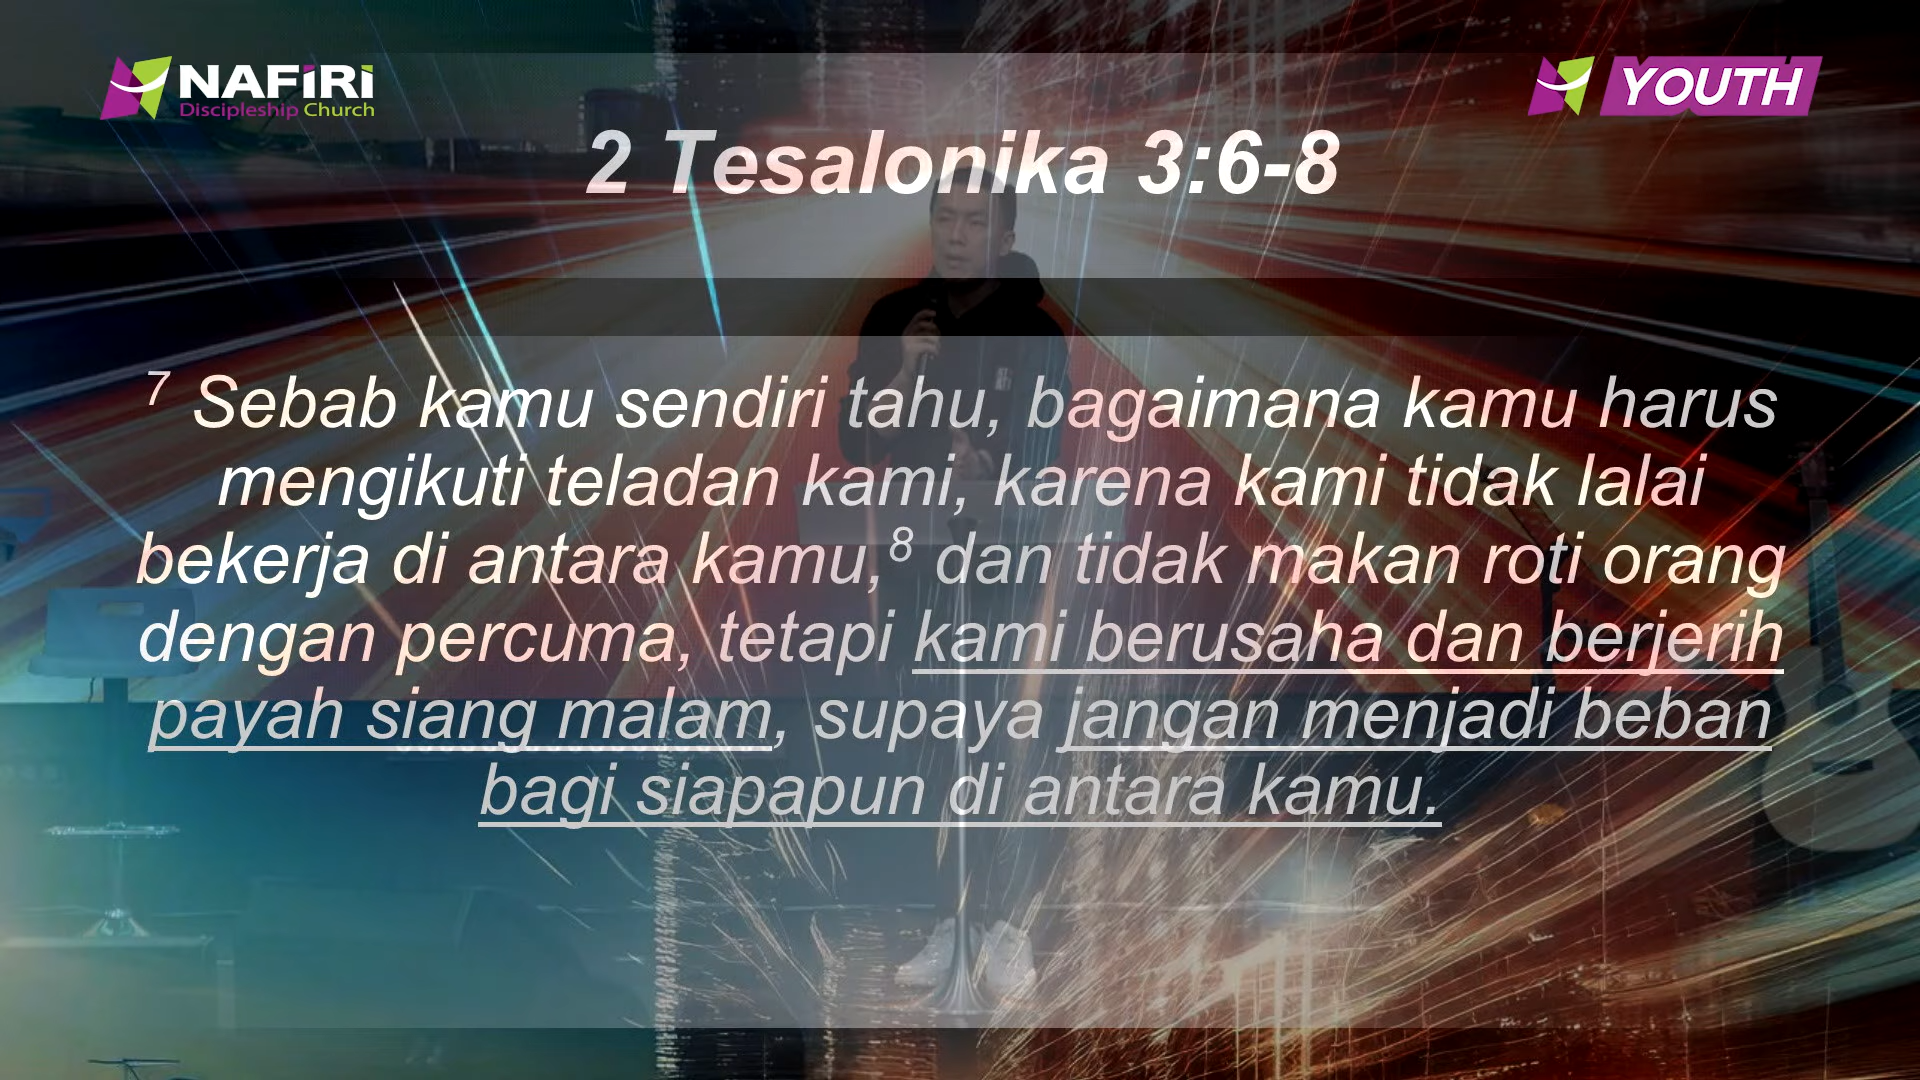 NAFIRI
Discipleship Church
YOUTH
2 Tesalonika 3:6-8
7 Sebab kamu sendiri tahu, bagaimana kamu harus
mengikuti teladan kami, karena kami tidak lalai
bekerja di antara kamu,8 dan tidak makan roti orang
dengan percuma, tetapi kami berusaha dan berjerih
payah siang malam, supaya jangan menjadi beban
bagi siapapun di antara kamu.